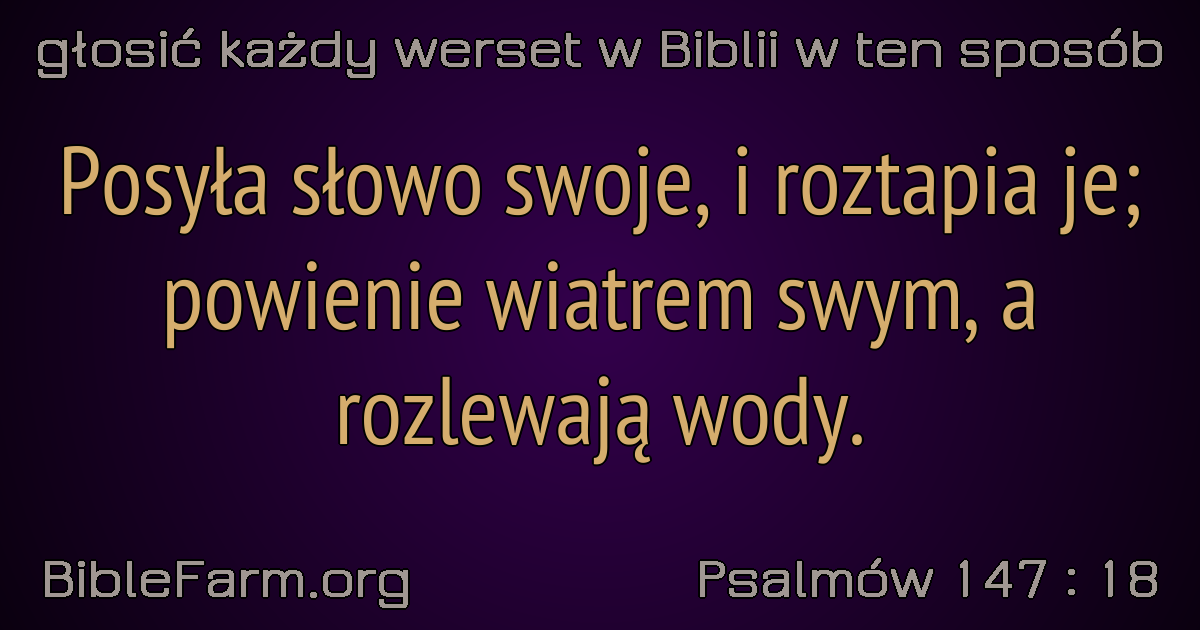 głosić każdy werset w Biblii w ten sposób
Posyła słowo swoje, i roztapia je;
powienie wiatrem swym, a
rozlewają wody.
BibleFarm.org
Psalmów 147 : 18